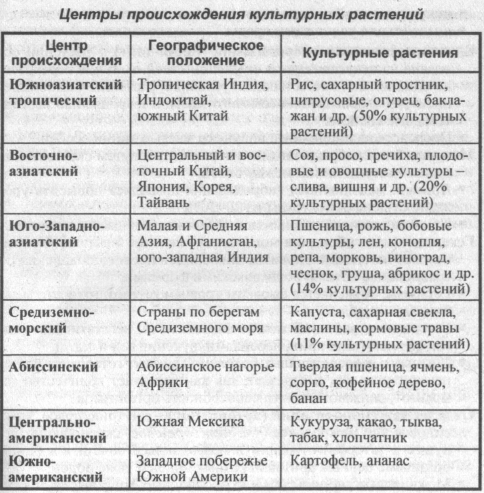 Центры происхождения культурных растений
Центр
происхождения
Географическое
положение
Культурные растения
Южноазиатский
тропический
Тропическая Индия,
Индокитай,
южный Китай
Рис, сахарный тростник,
цитрусовые, огурец, бакла-
жан и др. (50% культурных
растений)
Восточно-
азиатский
Центральный и вос-
точный Китай,
Япония, Корея,
Тайвань
Соя, просо, гречиха, плодо-
вые и овощные культуры –
слива, вишня и др. (20%
культурных растений)
Юго-Западно-
азиатский
Малая и Средняя
Азия, Афганистан,
юго-западная Индия
Пшеница, рожь, бобовые
культуры, лен, конопля,
репа, морковь, виноград,
чеснок, груша, абрикос и др.
(14% культурных растений)
Средиземно-
морский
Страны по берегам
Средиземного моря
Капуста, сахарная свекла,
маслины, кормовые травы
(11% культурных растений)
Абиссинский
Абиссинское нагорье
Африки
Твердая пшеница, ячмень,
сорго, кофейное дерево,
банан
Центрально-
американский
Южная Мексика
Кукуруза, какао, тыква,
табак, хлопчатник
Южно-
американский
Западное побережье
Южной Америки
Картофель, ананас